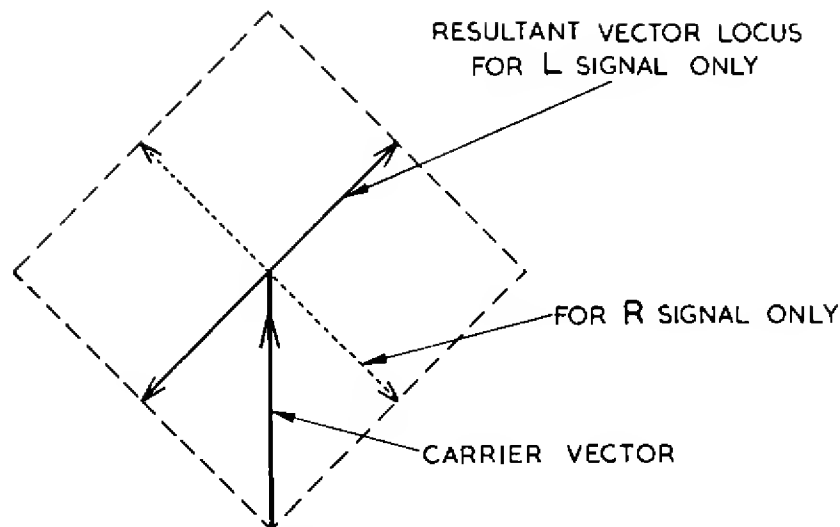 RESULTANT VECTOR LOCUS
FOR L SIGNAL ONLY
FOR R SIGNAL ONLY
CARRIER VECTOR